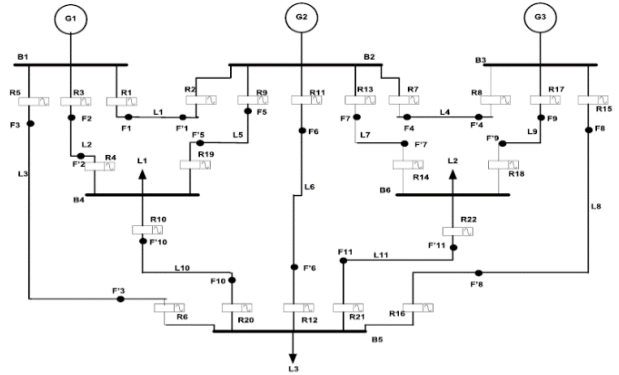 G1 G2 G3
B1 B2 B3
R5 R3 R1 R2 R9 R11 R13 R7 R8 R17 R15
F3 F2 F1 L1 F'1 F5 F6 F7 F4 L4 F'4 F9 F8
L2 F'5 L5 L7 F'7 F'9 L9
F'2 R4 L1 R19 R14 L2 R18
L3 B4 L6 B6 L8
R10 R22
F'10 F11 L11 F'11
L10 F10 F'6 F'8
F'3
R6 R20 R12 R21 R16
B5
L3